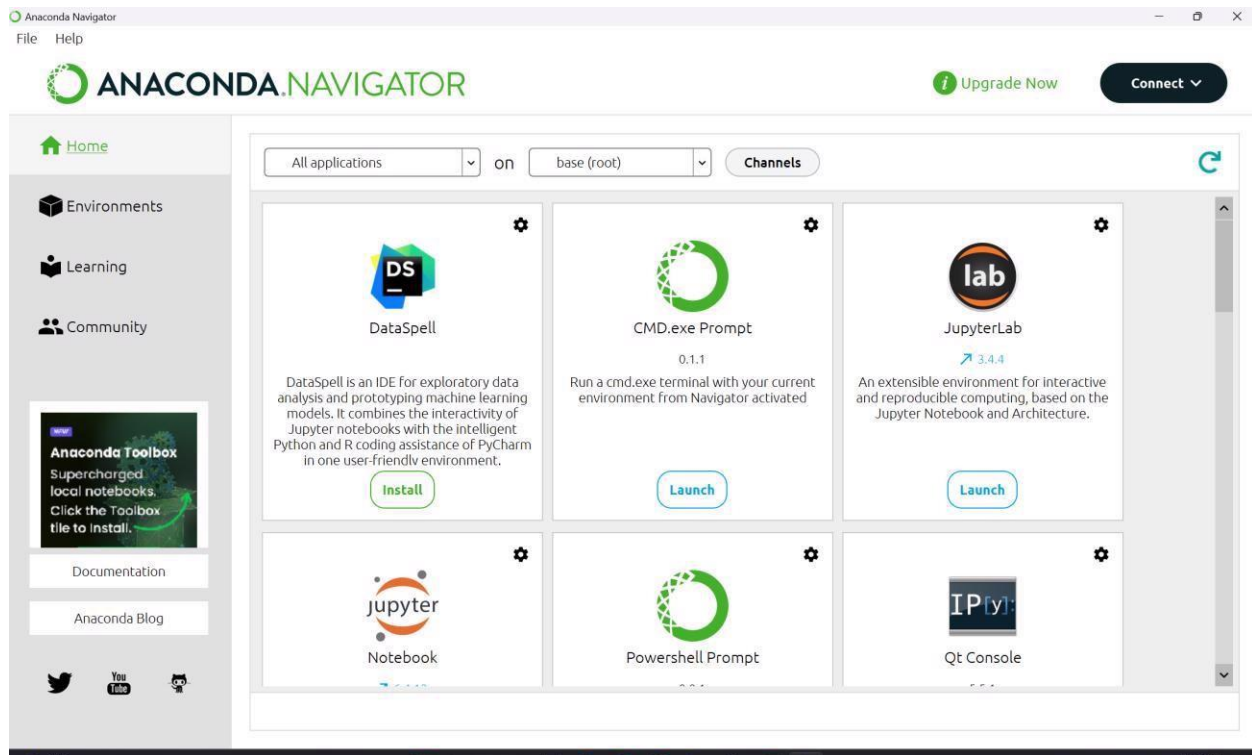 Anaconda Navigator
File Help
ANACONDA.NAVIGATOR
i Upgrade Now
Connect
Home
Environments
Learning
Community
NEW
Anaconda Toolbox
Supercharged
local notebooks.
Click the Toolbox
tile to Install.
Documentation
Anaconda Blog
You
Tube
All applications on base (root) Channels
DS
DataSpell
DataSpell is an IDE for exploratory data
analysis and prototyping machine learning
models. It combines the interactivity of
Jupyter notebooks with the intelligent
Python and R coding assistance of PyCharm
in one user-friendly environment.
Install
CMD.exe Prompt
0.1.1
Run a cmd.exe terminal with your current
environment from Navigator activated
Launch
lab
JupyterLab
3.4.4
An extensible environment for interactive
and reproducible computing, based on the
Jupyter Notebook and Architecture.
Launch
jupyter
Notebook
Powershell Prompt
IP[y]:
Qt Console